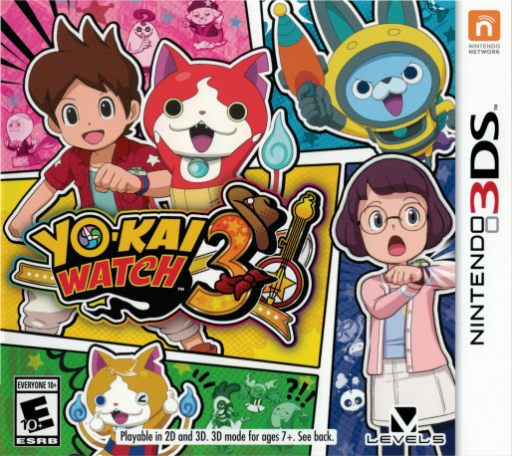 NINTENDO
NETWORK
NINTENDO 3DS
YO-KAI
WATCH 3
TM
?!!
EVERYONE 10+
E
10+
ESRB
Playable in 2D and 3D. 3D mode for ages 7+. See back.
LEVEL5